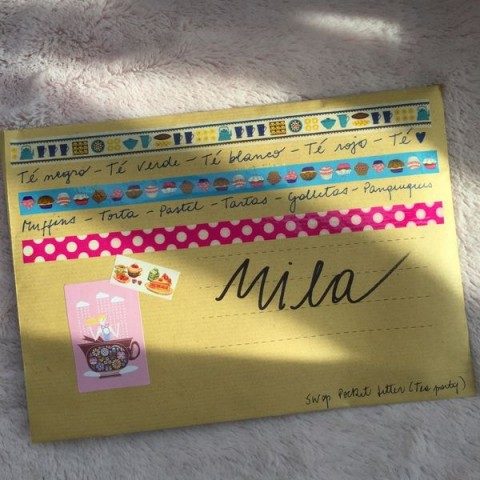 Té negro - Té verde - Té blanco - Té rojo - Té ♥
Muffins - Torta - Pastel - Tartas - Galletas - Panqueques
Mila
Swap Pocket Letter (Tea party)